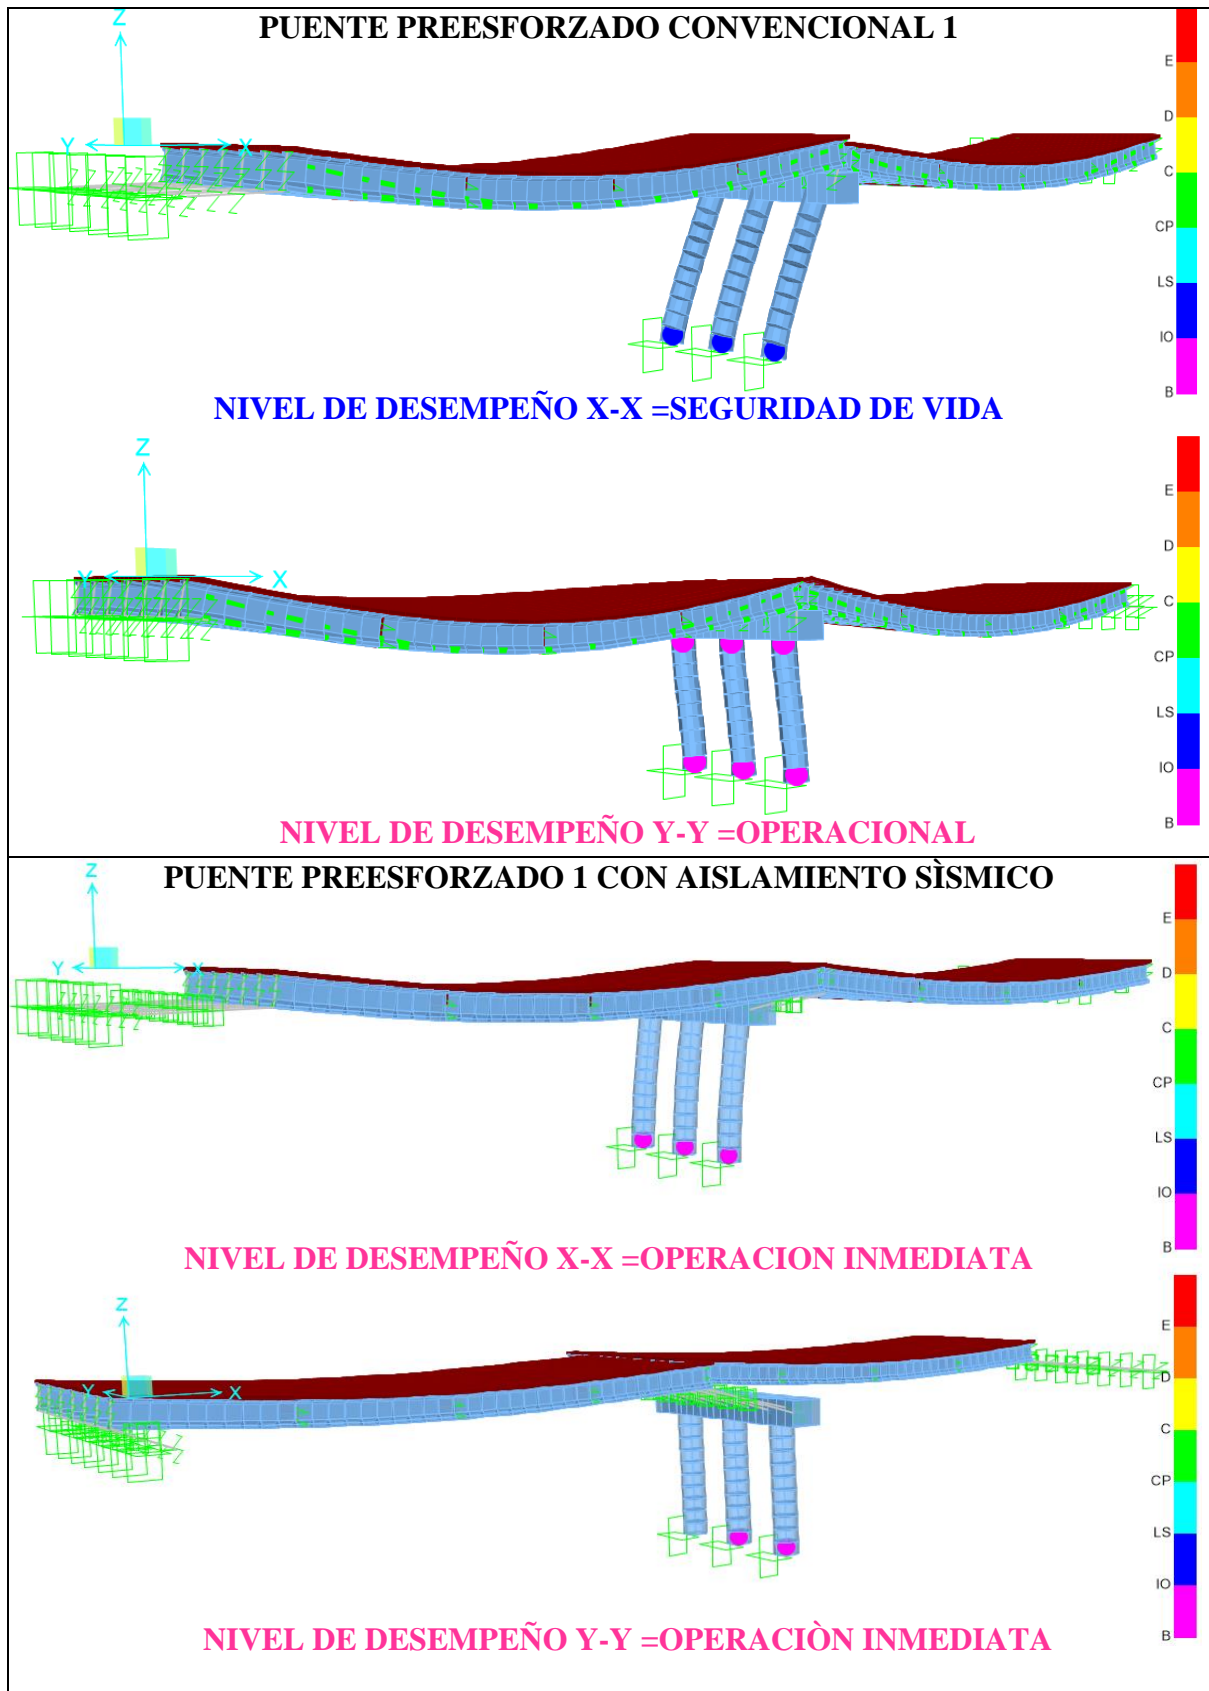 PUENTE PREESFORZADO CONVENCIONAL 1
Z
Y
X
E
D
C
CP
LS
IO
B
NIVEL DE DESEMPEÑO X-X =SEGURIDAD DE VIDA
Z
Y
X
E
D
C
CP
LS
IO
B
NIVEL DE DESEMPEÑO Y-Y =OPERACIONAL
PUENTE PREESFORZADO 1 CON AISLAMIENTO SÌSMICO
Z
Y
X
E
D
C
CP
LS
IO
B
NIVEL DE DESEMPEÑO X-X =OPERACION INMEDIATA
Z
Y
X
E
D
C
CP
LS
IO
B
NIVEL DE DESEMPEÑO Y-Y =OPERACIÒN INMEDIATA